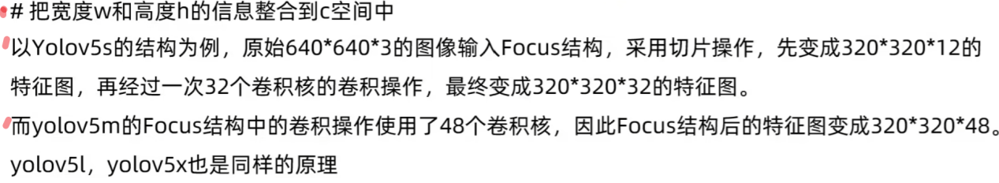 # 把宽度w和高度h的信息整合到c空间中
以Yolov5s的结构为例，原始640*640*3的图像输入Focus结构，采用切片操作，先变成320*320*12的
特征图，再经过一次32个卷积核的卷积操作，最终变成320*320*32的特征图。
而yolov5m的Focus结构中的卷积操作使用了48个卷积核，因此Focus结构后的特征图变成320*320*48。
yolov5l，yolov5x也是同样的原理